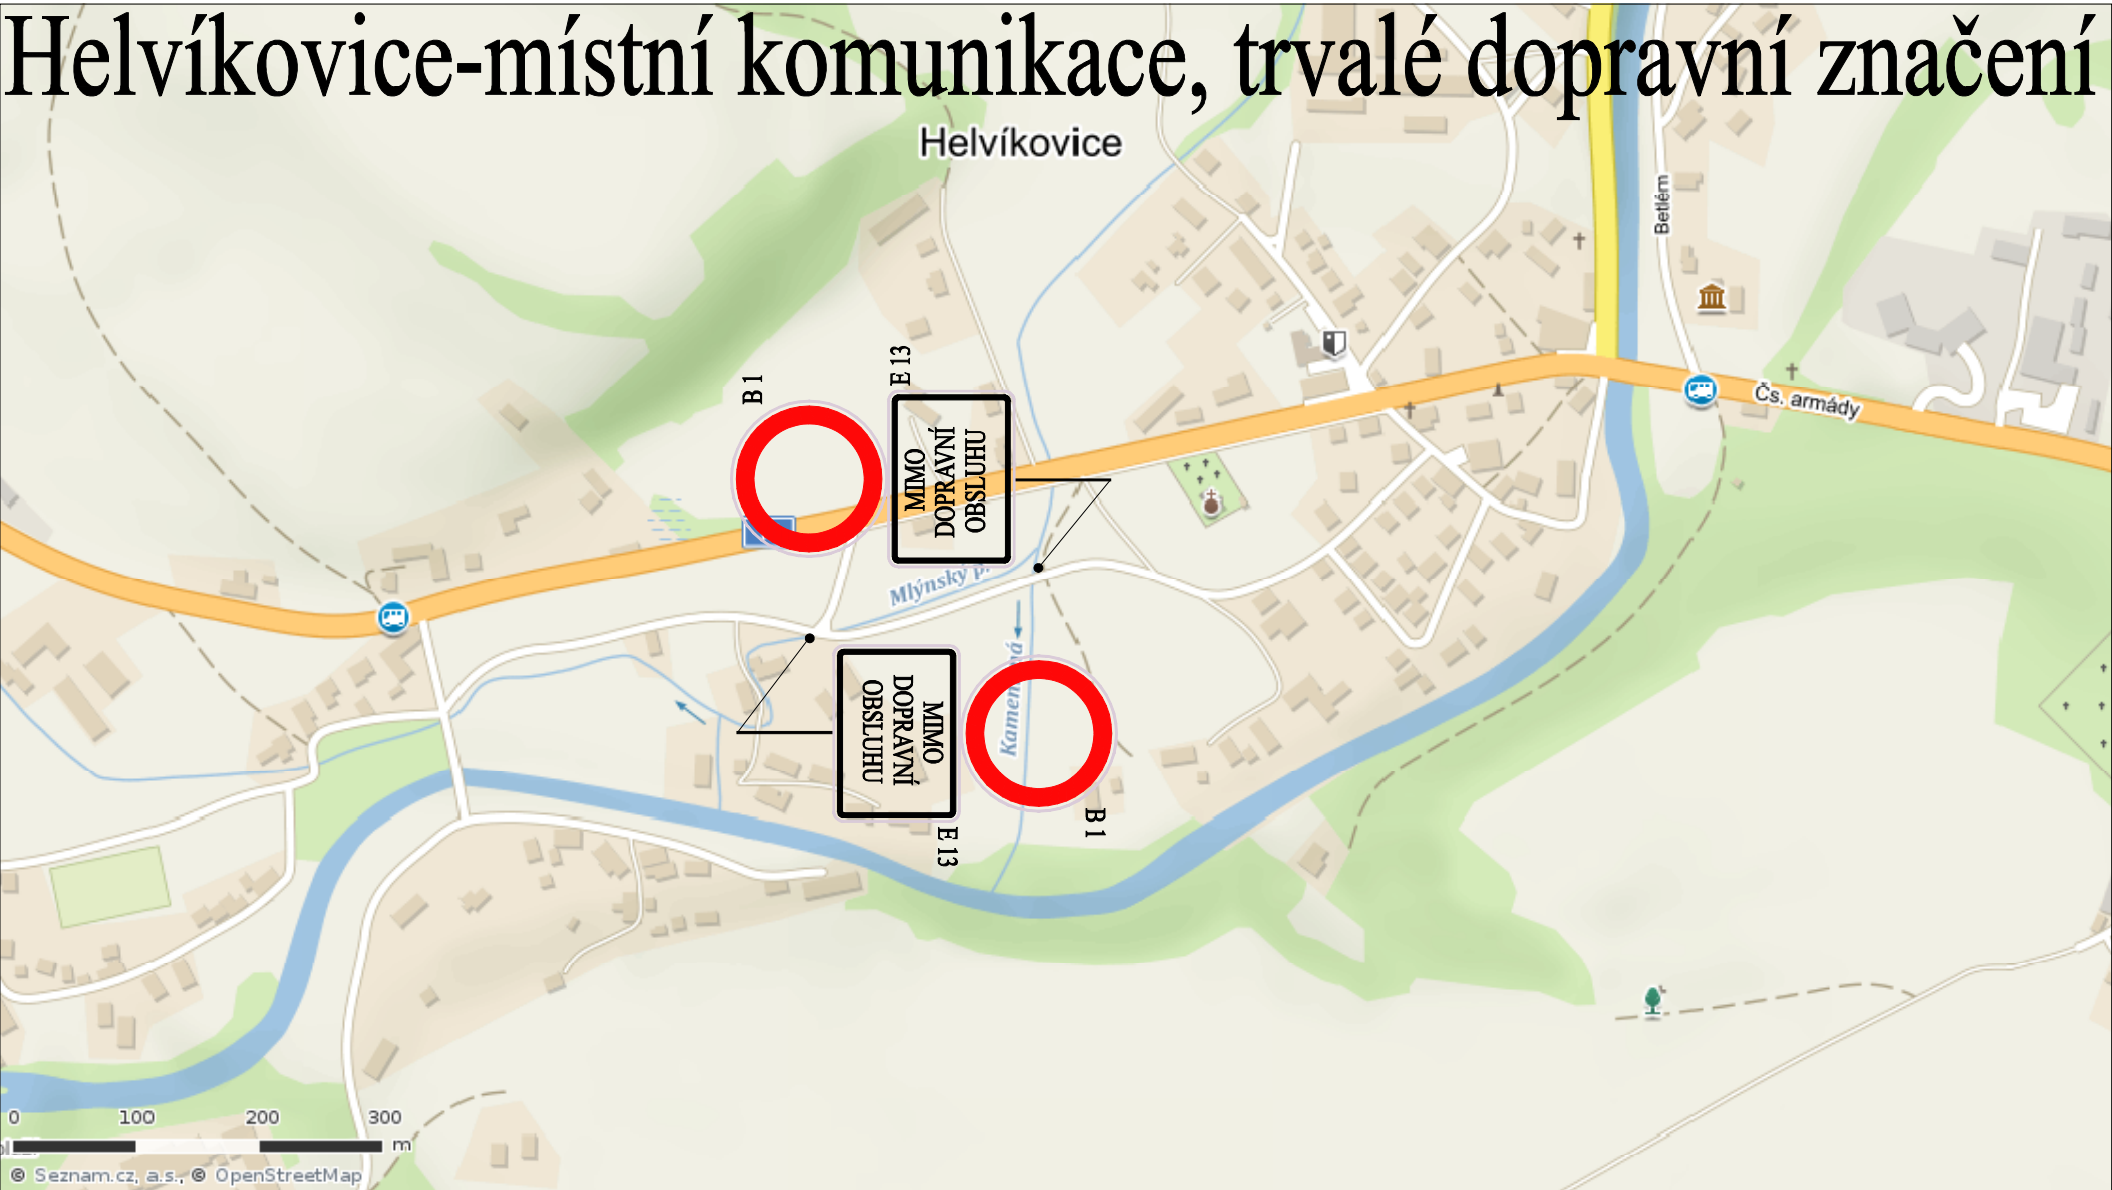 Helvíkovice-místní komunikace, trvalé dopravní značení
Helvíkovice
Betlém
Čs. armády
B 1
E 13
MIMO
DOPRAVNÍ
OBSLUHU
Mlýnský p.
Kamenná
MIMO
DOPRAVNÍ
OBSLUHU
E 13
B 1
0 100 200 300 m
© Seznam.cz, a.s., © OpenStreetMap